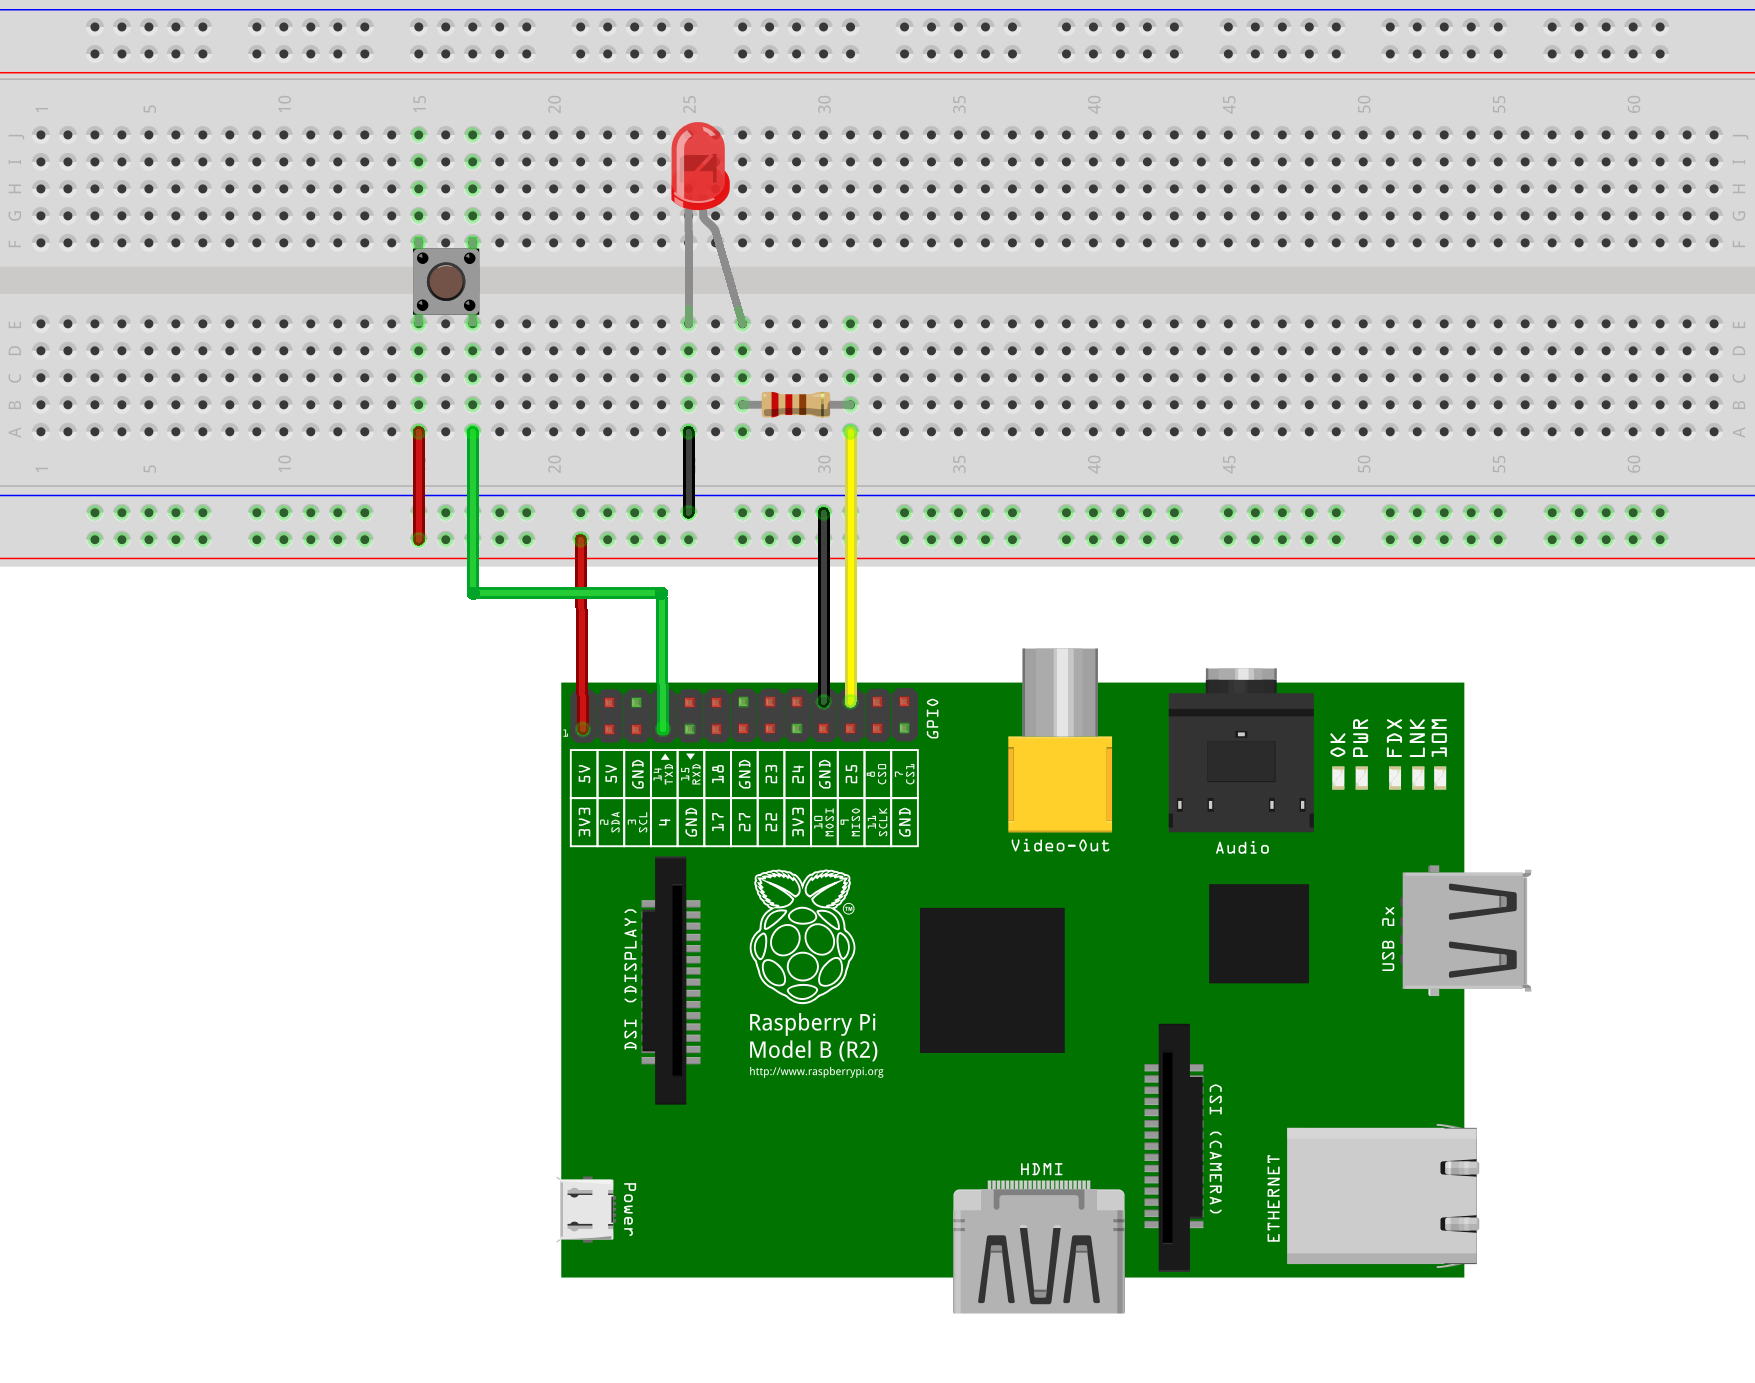 1 5 10 15 20 25 30 35 40 45 50 55 60
J J
I I
H H
G G
F F
E E
D D
C C
B B
A A
1 5 10 20 30 35 40 45 50 55 60
GPIO
1
5V 5V GND 14 TXD 15 RXD 18 GND 23 24 GND 25 8 CS0 7 CS1
3V3 2 SDA 3 SCL 4 GND 17 27 22 3V3 10 MOSI 9 MISO 11 SCLK GND
OK PWR FDX LNK 10M
Video-Out
Audio
DSI (DISPLAY)
TM
Raspberry Pi
Model B (R2)
http://www.raspberrypi.org
USB 2x
CSI (CAMERA)
HDMI
ETHERNET
Power